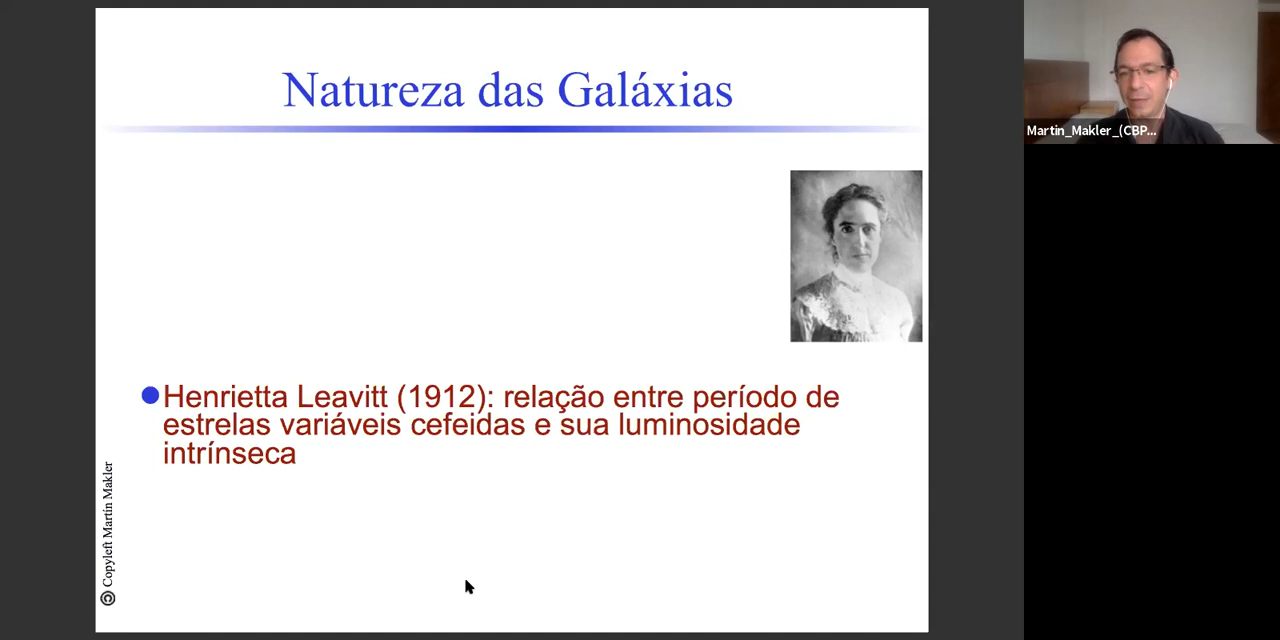 Natureza das Galáxias
Martin_Makler_(CBP...
Henrietta Leavitt (1912): relação entre período de
estrelas variáveis cefeidas e sua luminosidade
intrínseca
Copyleft Martin Makler